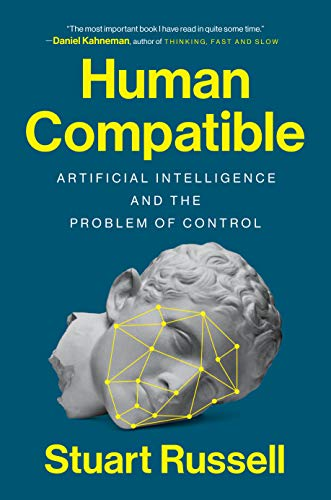 "The most important book I have read in quite some time."
—Daniel Kahneman, author of THINKING, FAST AND SLOW
Human
Compatible
ARTIFICIAL INTELLIGENCE
AND THE
PROBLEM OF CONTROL
Stuart Russell